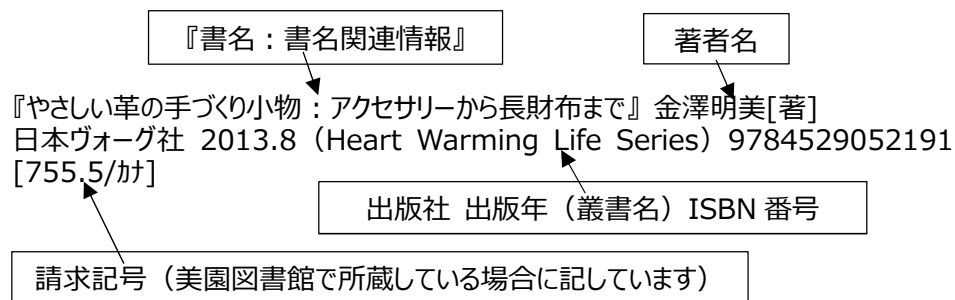 『書名：書名関連情報』
著者名
『やさしい革の手づくり小物：アクセサリーから長財布まで』 金澤明美[著]
日本ヴォーグ社 2013.8（Heart Warming Life Series）9784529052191
[755.5/ｶﾅ]
出版社 出版年（叢書名）ISBN 番号
請求記号（美園図書館で所蔵している場合に記しています）